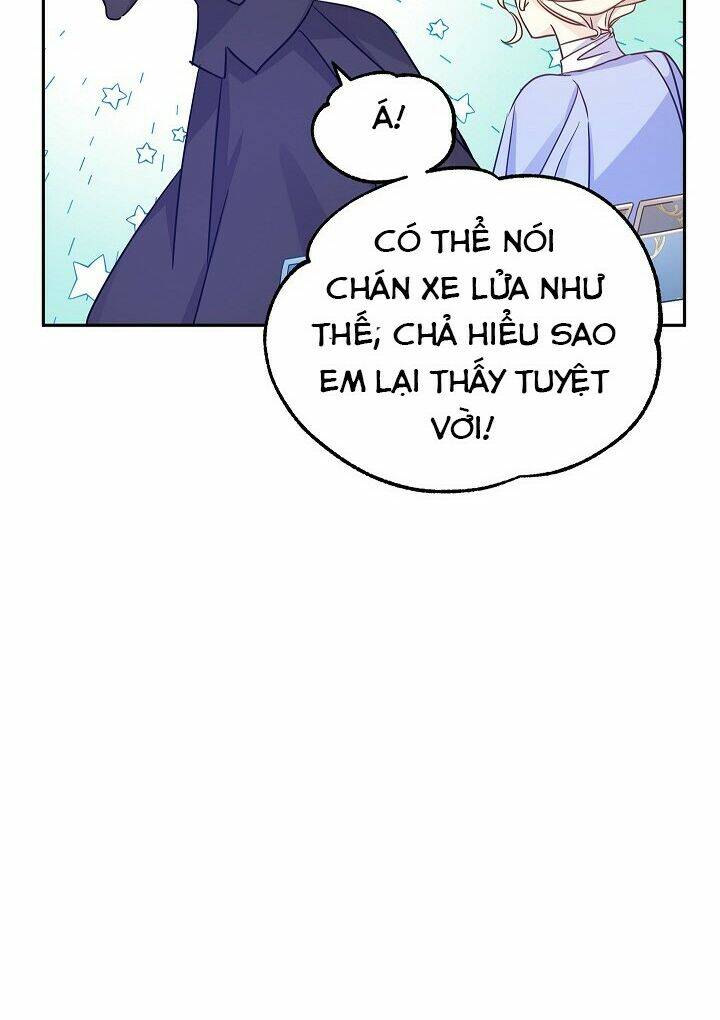 Á!
CÓ THỂ NÓI
CHÁN XE LỬA NHƯ
THẾ; CHẢ HIỂU SAO
EM LẠI THẤY TUYỆT
VỜI!